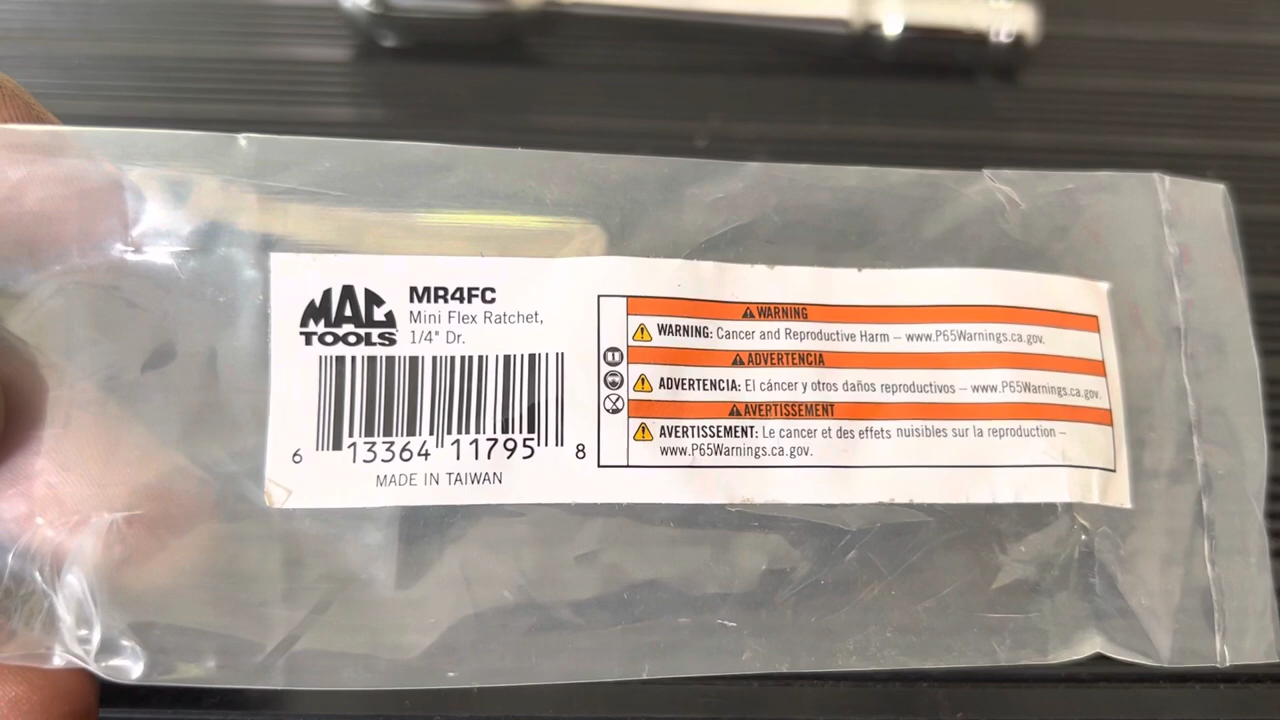 MAC
TOOLS
MR4FC
Mini Flex Ratchet,
1/4" Dr.
6 13364 11795 8
MADE IN TAIWAN
WARNING
WARNING: Cancer and Reproductive Harm – www.P65Warnings.ca.gov.
ADVERTENCIA
ADVERTENCIA: El cáncer y otros daños reproductivos – www.P65Warnings.ca.gov.
AVERTISSEMENT
AVERTISSEMENT: Le cancer et des effets nuisibles sur la reproduction –
www.P65Warnings.ca.gov.